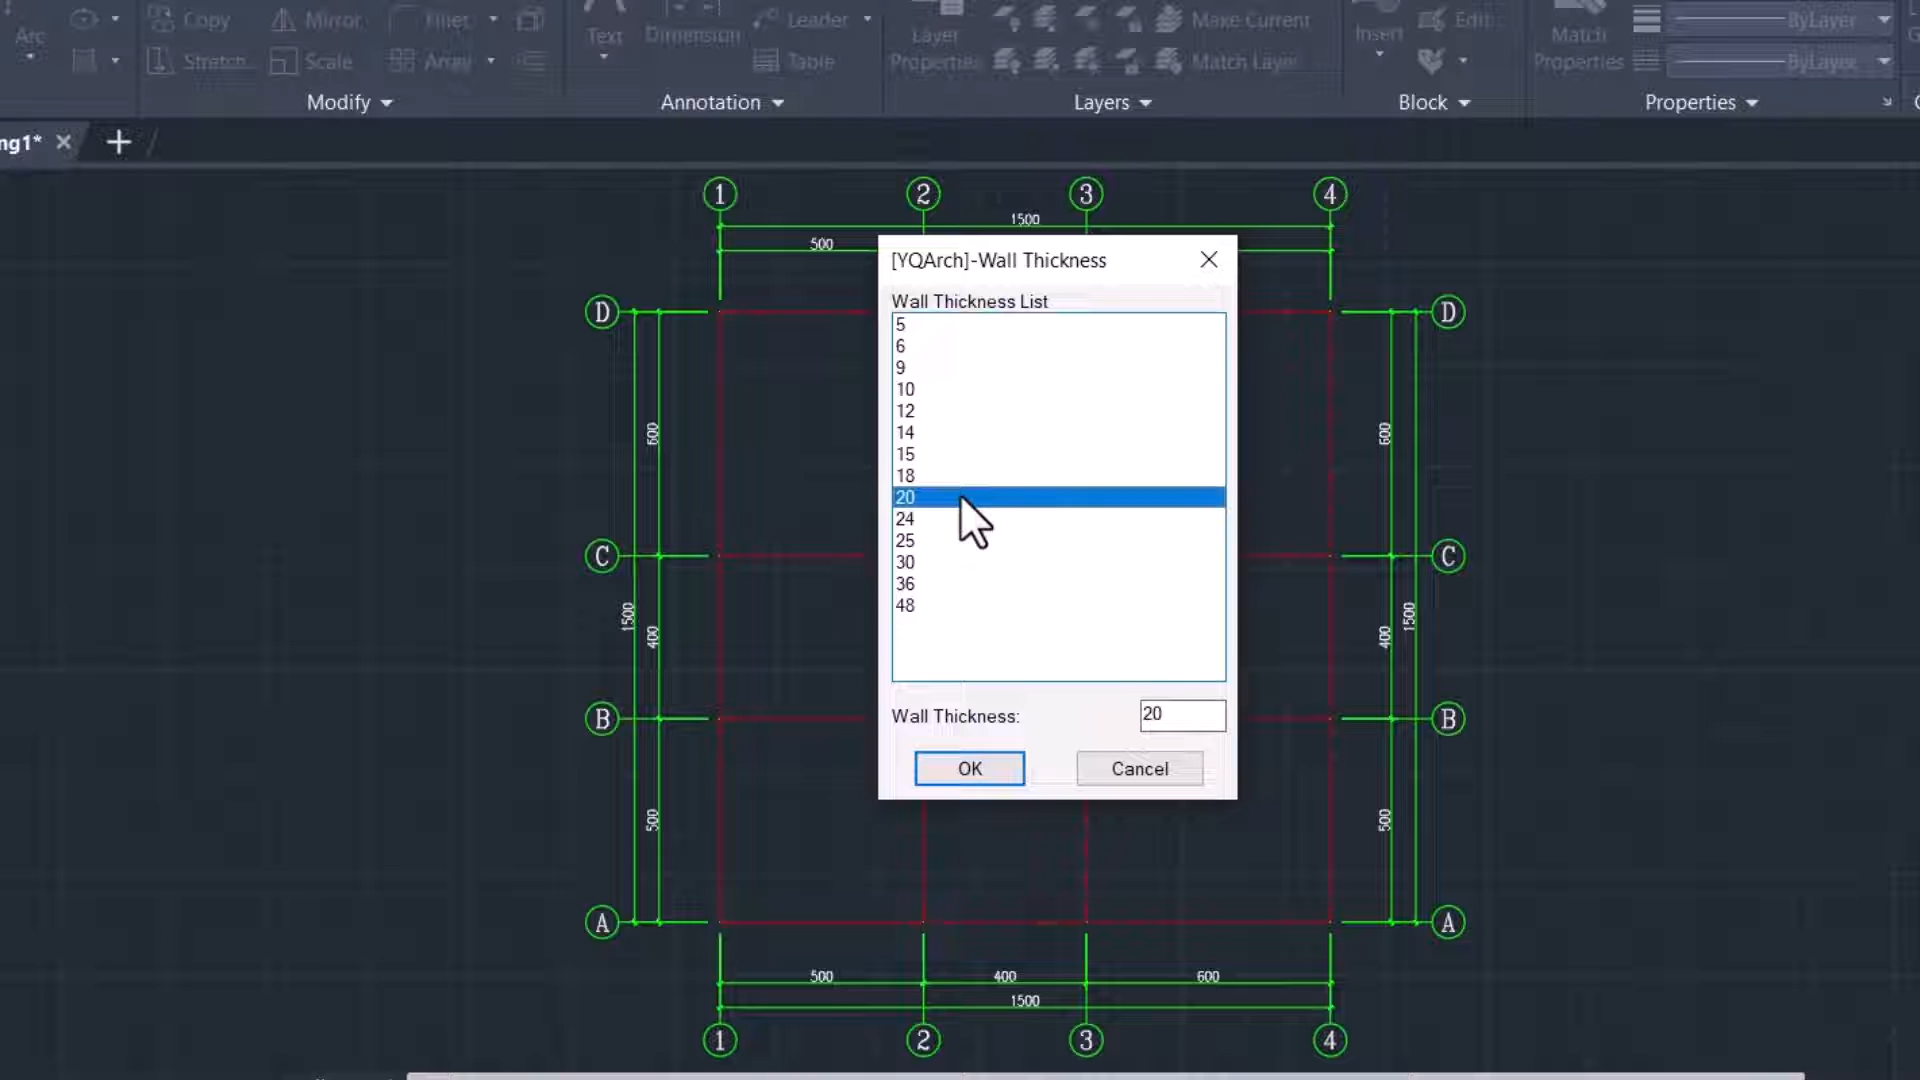 Copy Mirror Fillet
Arc
Stretch Scale Array
Text Dimension
Leader
Table
Layer
Properties
Make Current
Match Layer
Insert
Edit
Match
Properties
ByLayer
ByLayer
Modify Annotation Layers Block Properties
ng1*
1 2 3 4
1500
500
[YQArch]-Wall Thickness
Wall Thickness List
5
6
9
10
12
14
15
18
20
24
25
30
36
48
Wall Thickness: 20
OK Cancel
D D
600 600
C C
1500 400 400 1500
B B
500 500
A A
500 400 600
1500
1 2 3 4